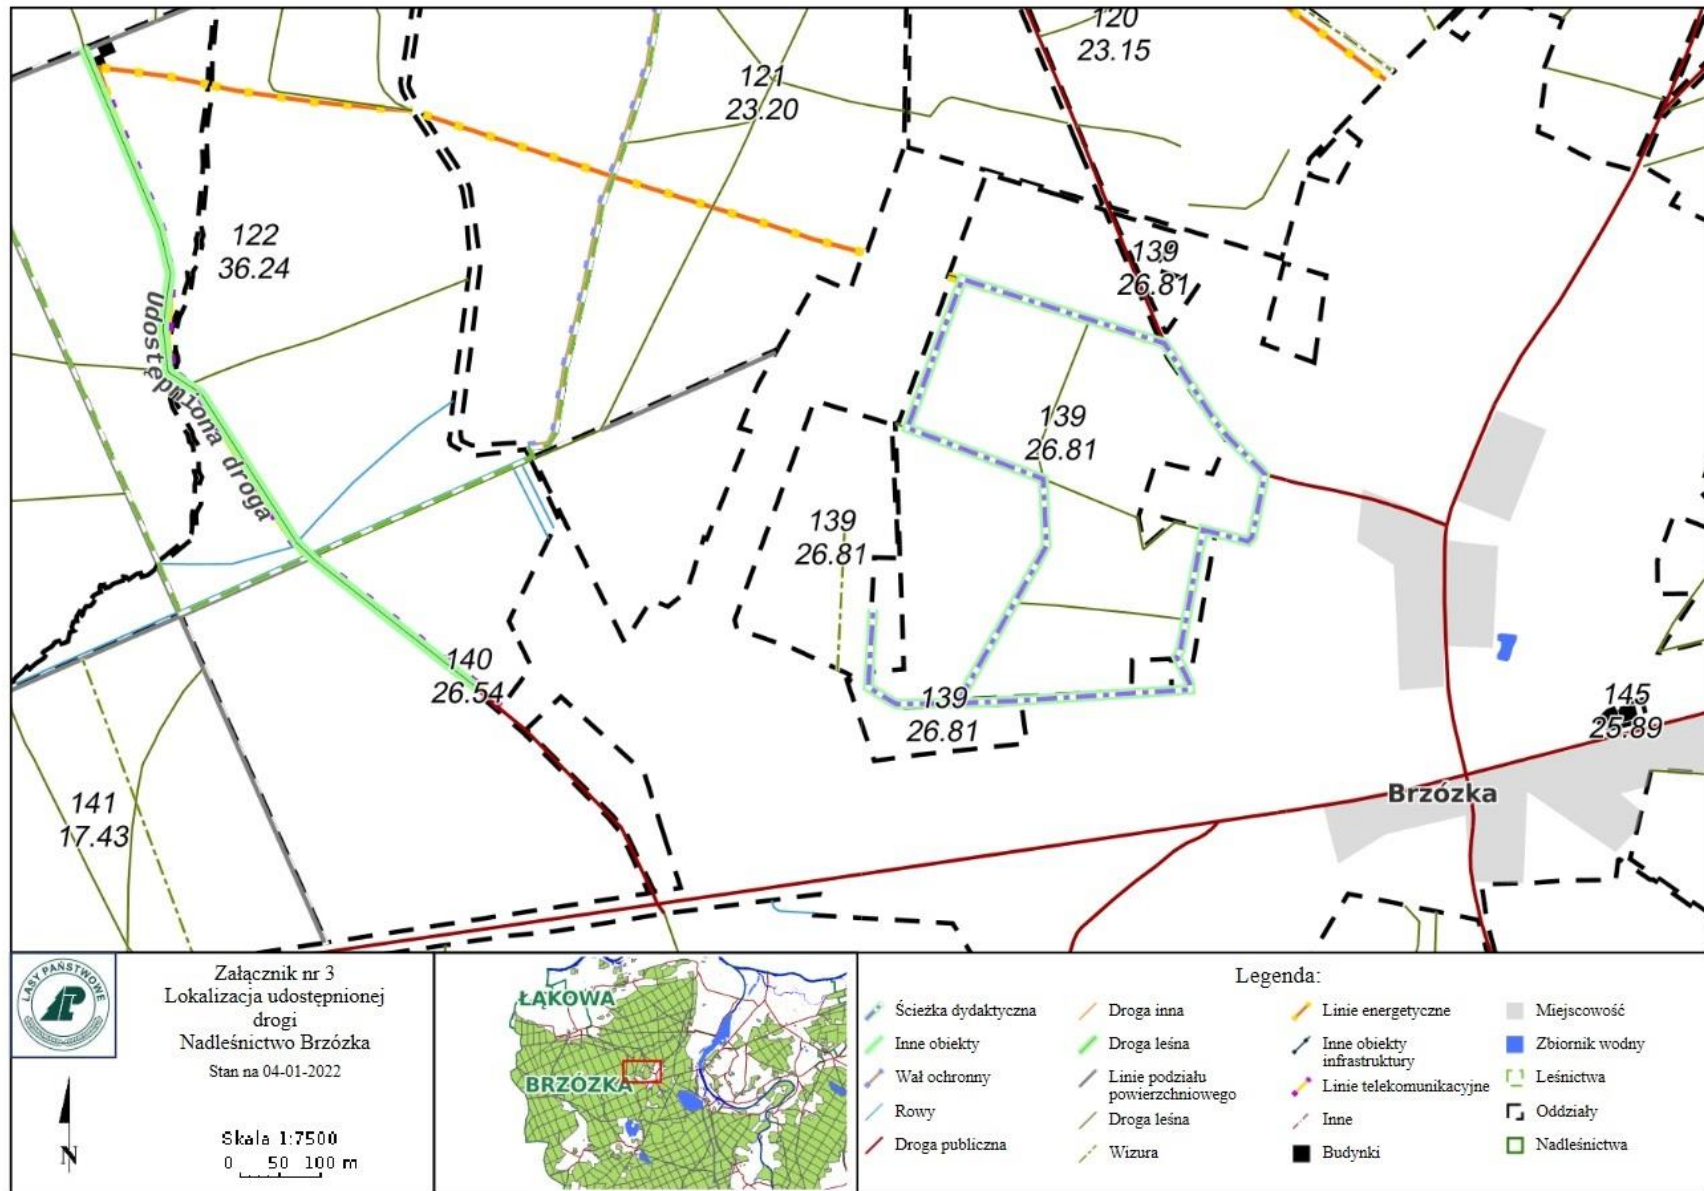 120
23.15
121
23.20
122
36.24
139
26.81
Udostępniona droga
139
26.81
139
26.81
140
26.54
139
26.81
145
25.89
Brzózka
141
17.43
LASY PAŃSTWOWE
Załącznik nr 3
Lokalizacja udostępnionej
drogi
Nadleśnictwo Brzózka
Stan na 04-01-2022
N
Skala 1:7500
0 50 100 m
ŁĄKOWA
BRZÓZKA
Legenda:
Ścieżka dydaktyczna
Inne obiekty
Wał ochronny
Rowy
Droga publiczna
Droga inna
Droga leśna
Linie podziału
powierzchniowego
Droga leśna
Wizura
Linie energetyczne
Inne obiekty
infrastruktury
Linie telekomunikacyjne
Inne
Budynki
Miejscowość
Zbiornik wodny
Leśnictwa
Oddziały
Nadleśnictwa